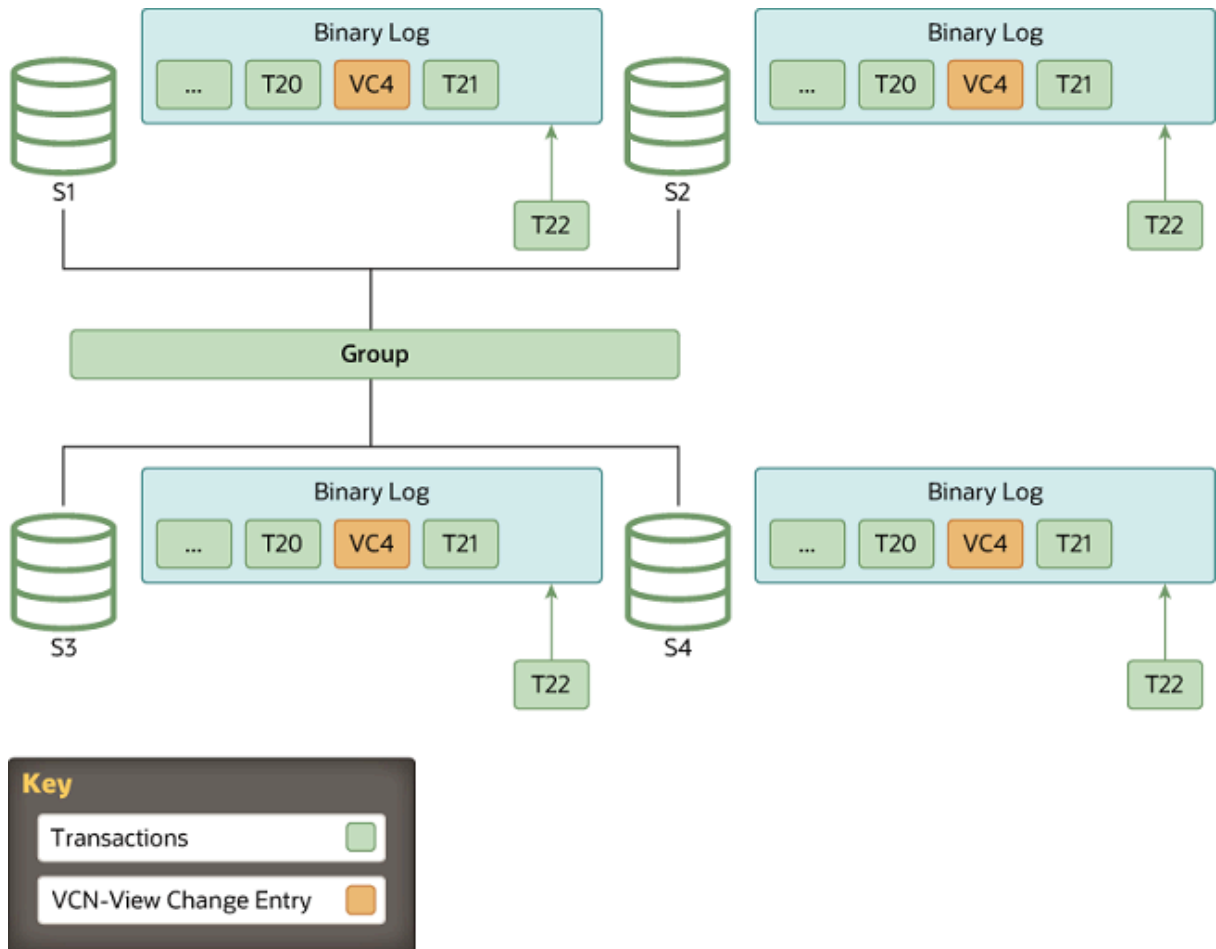 Binary Log
... T20 VC4 T21
S1
T22
Binary Log
... T20 VC4 T21
S2
T22
Group
Binary Log
... T20 VC4 T21
S3
T22
Binary Log
... T20 VC4 T21
S4
T22
Key
Transactions
VCN-View Change Entry